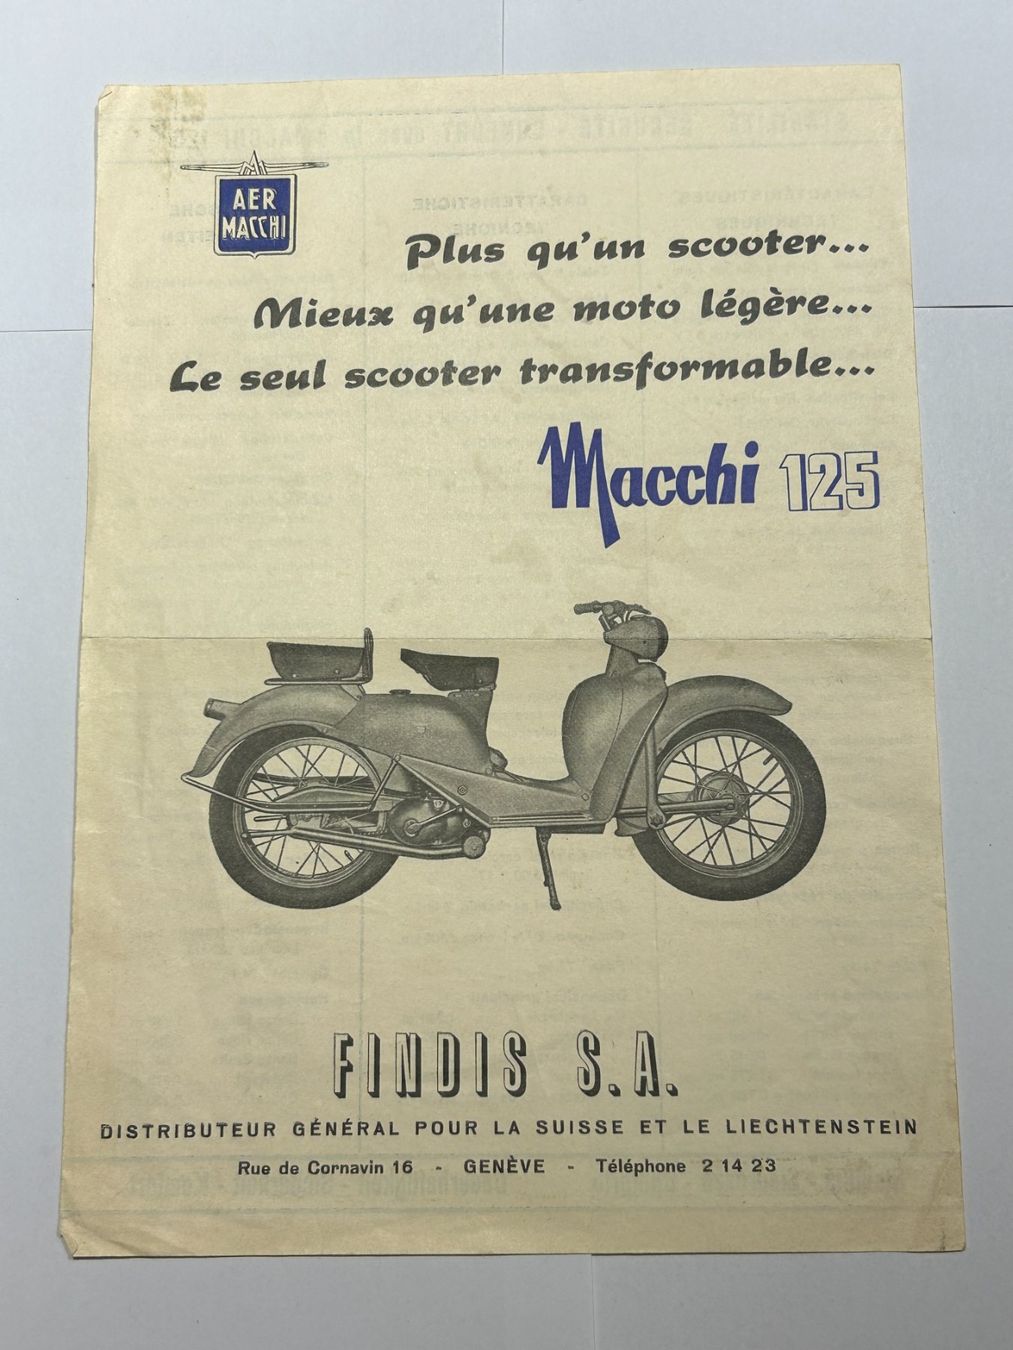 AER
MACCHI
Plus qu'un scooter...
Mieux qu'une moto légère...
Le seul scooter transformable...
Macchi 125
FINDIS S.A.
DISTRIBUTEUR GÉNÉRAL POUR LA SUISSE ET LE LIECHTENSTEIN
Rue de Cornavin 16 - GENÈVE - Téléphone 2 14 23